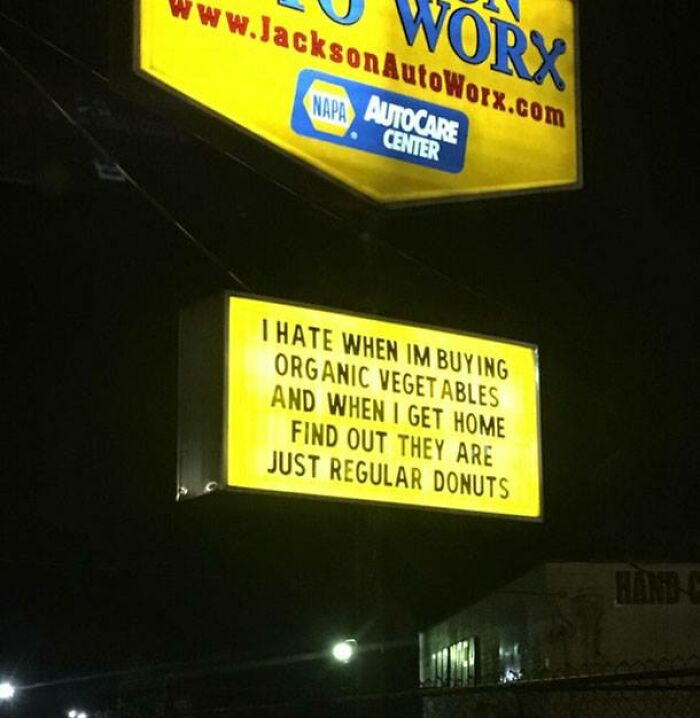 WORX
www.JacksonAutoWorx.com
NAPA AUTOCARE
CENTER
I HATE WHEN IM BUYING
ORGANIC VEGETABLES
AND WHEN I GET HOME
FIND OUT THEY ARE
JUST REGULAR DONUTS
HAND